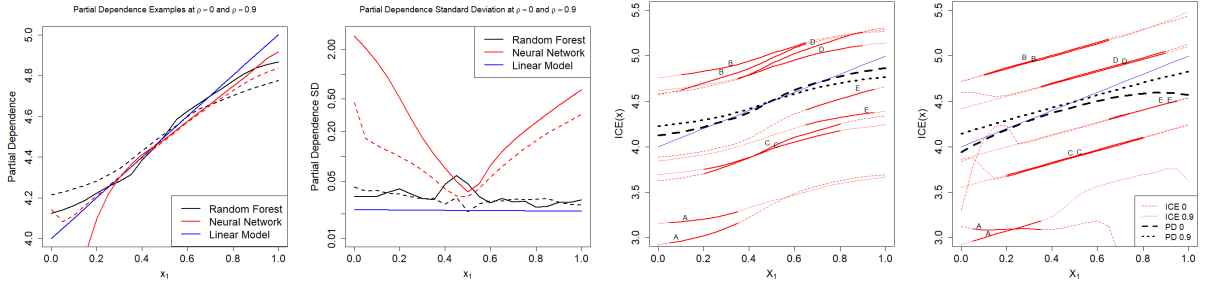 Partial Dependence Examples at ρ = 0 and ρ = 0.9
Partial Dependence
5.0
4.8
4.6
4.4
4.2
4.0
Random Forest
Neural Network
Linear Model
0.0 0.2 0.4 0.6 0.8 1.0
x1
Partial Dependence Standard Deviation at ρ = 0 and ρ = 0.9
Partial Dependence SD
2.00
0.50
0.20
0.05
0.01
Random Forest
Neural Network
Linear Model
0.0 0.2 0.4 0.6 0.8 1.0
x1
ICE(x)
5.5
5.0
4.5
4.0
3.5
3.0
B
B
D
D
E
C
C
A
A
0.0 0.2 0.4 0.6 0.8 1.0
X1
ICE(x)
5.5
5.0
4.5
4.0
3.5
3.0
B B
D D
E E
C C
A
A
ICE 0
ICE 0.9
PD 0
PD 0.9
0.0 0.2 0.4 0.6 0.8 1.0
X1